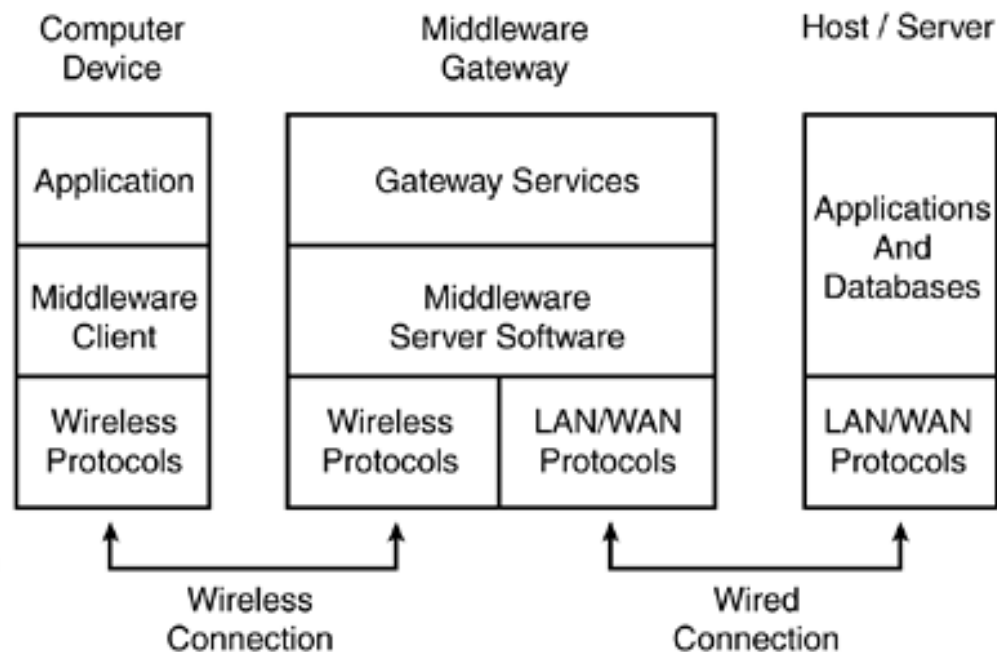 Computer
Device
Middleware
Gateway
Host / Server
Application
Middleware
Client
Wireless
Protocols
Gateway Services
Middleware
Server Software
Wireless
Protocols
LAN/WAN
Protocols
Applications
And
Databases
LAN/WAN
Protocols
Wireless
Connection
Wired
Connection